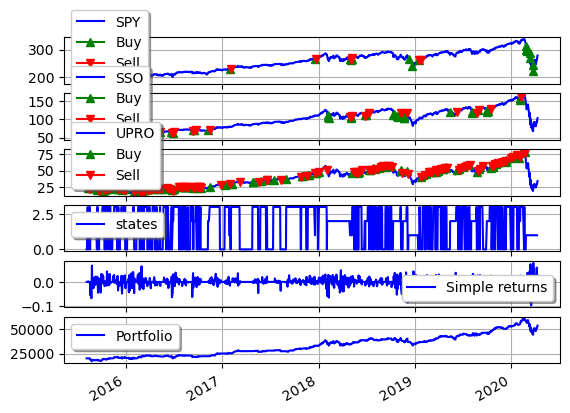 SPY
Buy
Sell
300
200
SSO
Buy
Sell
150
100
50
UPRO
Buy
Sell
75
50
25
states
2.5
0.0
Simple returns
0.0
−0.1
Portfolio
50000
25000
2016 2017 2018 2019 2020